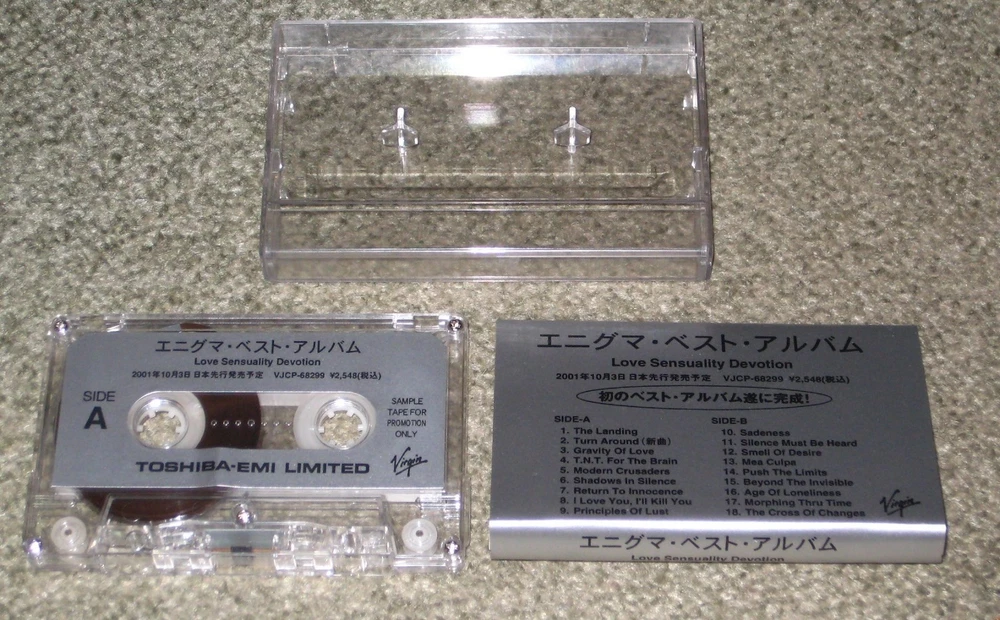 エニグマ・ベスト・アルバム
Love Sensuality Devotion
2001年10月3日 日本先行発売予定 VJCP-68299 ¥2,548(税込)
SIDE
A
SAMPLE
TAPE FOR
PROMOTION
ONLY
TOSHIBA-EMI LIMITED
Virgin
エニグマ・ベスト・アルバム
Love Sensuality Devotion
2001年10月3日 日本先行発売予定 VJCP-68299 ¥2,548(税込)
初のベスト・アルバム遂に完成!
SIDE-A
1. The Landing
2. Turn Around (新曲)
3. Gravity Of Love
4. T.N.T. For The Brain
5. Modern Crusaders
6. Shadows In Silence
7. Return To Innocence
8. I Love You, I'll Kill You
9. Principles Of Lust
SIDE-B
10. Sadeness
11. Silence Must Be Heard
12. Smell Of Desire
13. Mea Culpa
14. Push The Limits
15. Beyond The Invisible
16. Age Of Loneliness
17. Morphing Thru Time
18. The Cross Of Changes
Virgin
エニグマ・ベスト・アルバム
Love Sensuality Devotion